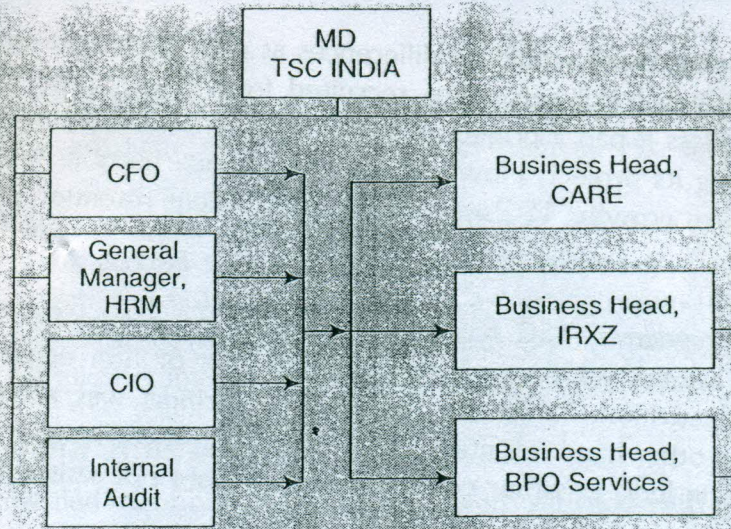 MD
TSC INDIA
CFO
General
Manager,
HRM
CIO
Internal
Audit
Business Head,
CARE
Business Head,
IRXZ
Business Head,
BPO Services